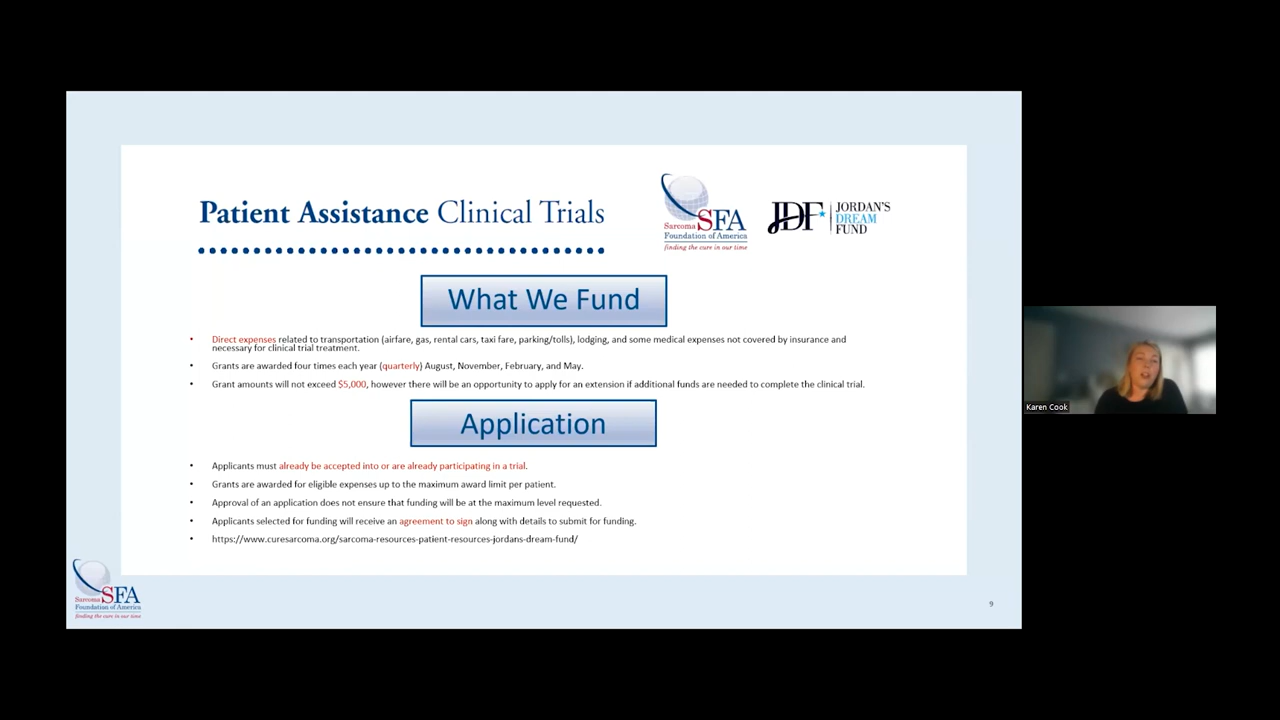 Patient Assistance Clinical Trials
Sarcoma SFA
Foundation of America
finding the cure in our time
JDF JORDAN'S
DREAM
FUND
What We Fund
• Direct expenses related to transportation (airfare, gas, rental cars, taxi fare, parking/tolls), lodging, and some medical expenses not covered by insurance and
necessary for clinical trial treatment.
• Grants are awarded four times each year (quarterly) August, November, February, and May.
• Grant amounts will not exceed $5,000, however there will be an opportunity to apply for an extension if additional funds are needed to complete the clinical trial.
Application
• Applicants must already be accepted into or are already participating in a trial.
• Grants are awarded for eligible expenses up to the maximum award limit per patient.
• Approval of an application does not ensure that funding will be at the maximum level requested.
• Applicants selected for funding will receive an agreement to sign along with details to submit for funding.
• https://www.curesarcoma.org/sarcoma-resources-patient-resources-jordans-dream-fund/
Sarcoma SFA
Foundation of America
finding the cure in our time
9
Karen Cook